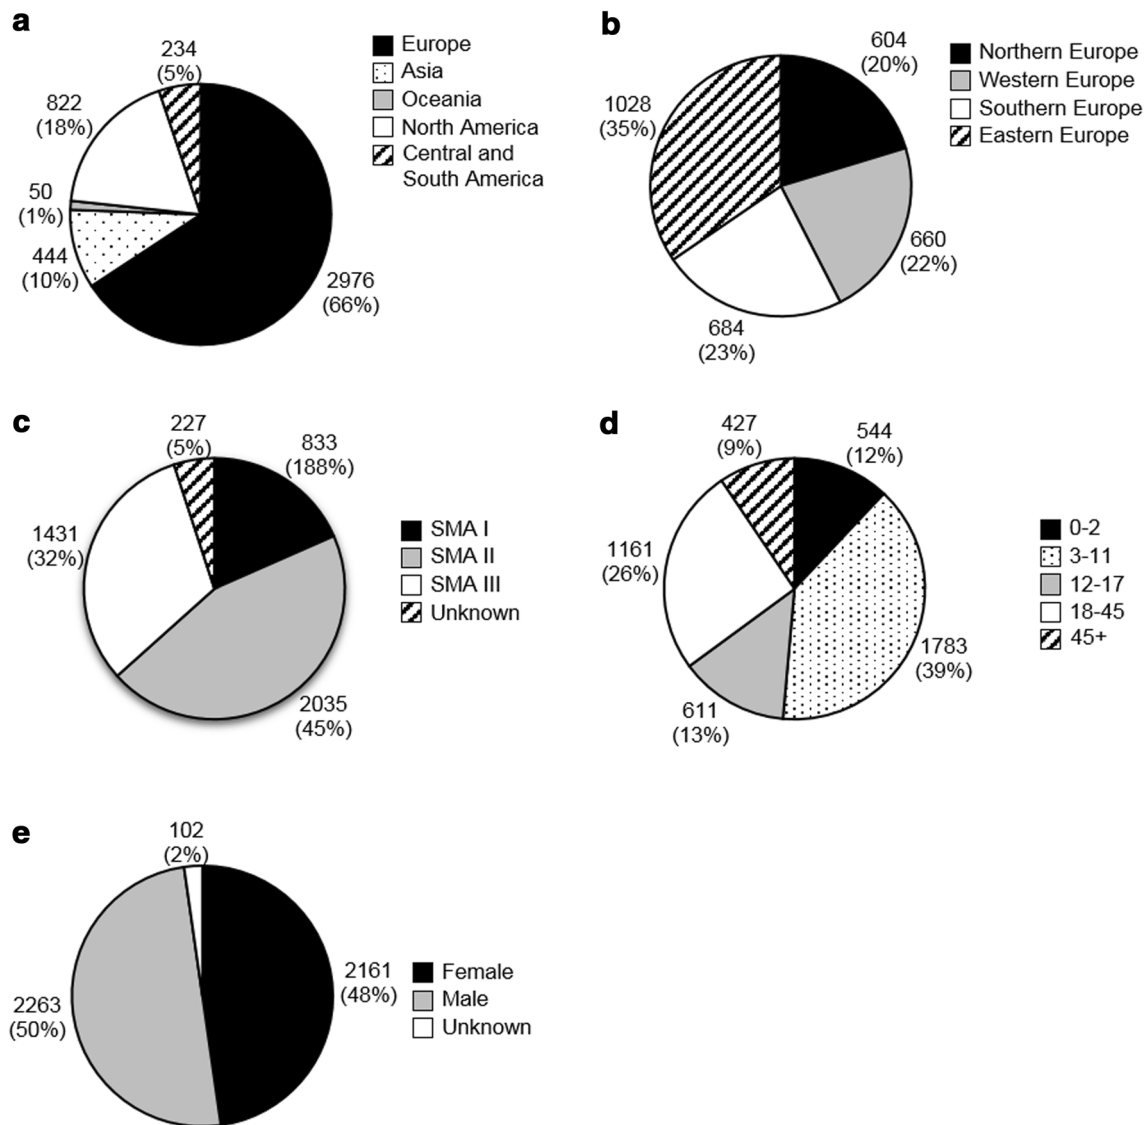 a
234
(5%)
822
(18%)
50
(1%)
444
(10%)
2976
(66%)
Europe
Asia
Oceania
North America
Central and
South America
b
604
(20%)
1028
(35%)
660
(22%)
684
(23%)
Northern Europe
Western Europe
Southern Europe
Eastern Europe
c
227
(5%)
833
(188%)
1431
(32%)
2035
(45%)
SMA I
SMA II
SMA III
Unknown
d
427
(9%)
544
(12%)
1161
(26%)
1783
(39%)
611
(13%)
0-2
3-11
12-17
18-45
45+
e
102
(2%)
2161
(48%)
2263
(50%)
Female
Male
Unknown